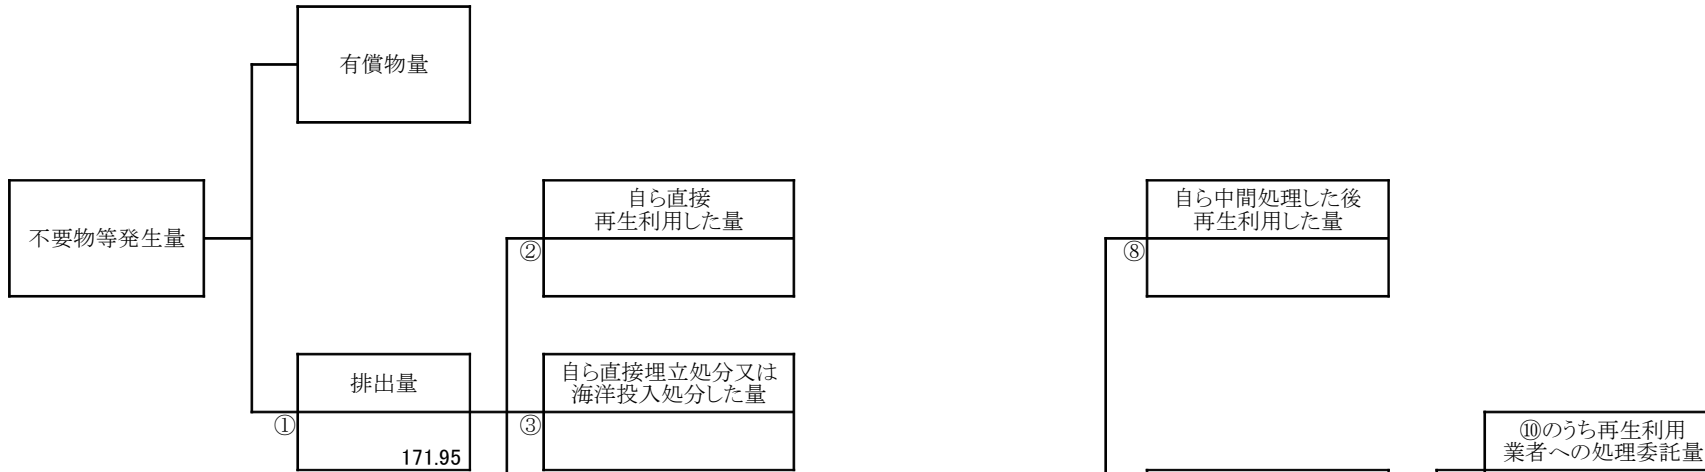 有償物量
不要物等発生量
自ら直接
再生利用した量
②
自ら中間処理した後
再生利用した量
⑧
排出量
①
171.95
自ら直接埋立処分又は
海洋投入処分した量
③
⑩のうち再生利用
業者への処理委託量